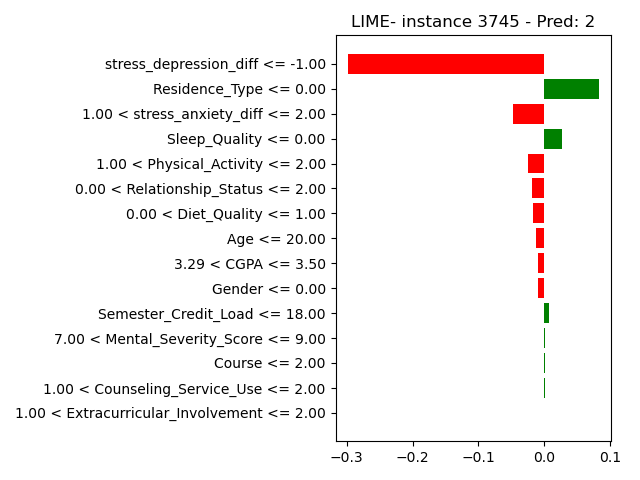 LIME- instance 3745 - Pred: 2
stress_depression_diff <= -1.00
Residence_Type <= 0.00
1.00 < stress_anxiety_diff <= 2.00
Sleep_Quality <= 0.00
1.00 < Physical_Activity <= 2.00
0.00 < Relationship_Status <= 2.00
0.00 < Diet_Quality <= 1.00
Age <= 20.00
3.29 < CGPA <= 3.50
Gender <= 0.00
Semester_Credit_Load <= 18.00
7.00 < Mental_Severity_Score <= 9.00
Course <= 2.00
1.00 < Counseling_Service_Use <= 2.00
1.00 < Extracurricular_Involvement <= 2.00
−0.3 −0.2 −0.1 0.0 0.1